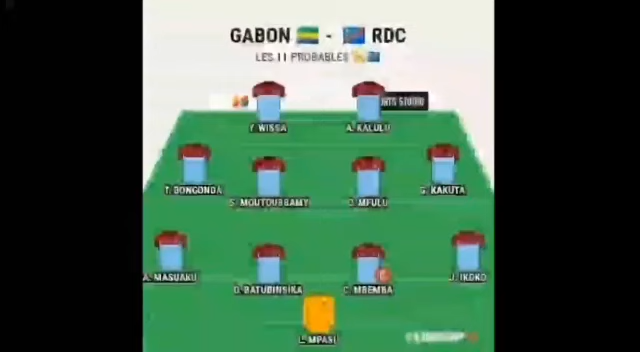 GABON - RDC
LES 11 PROBABLES
Y. WISSA
A. KALULU
T. BONGONDA
S. MOUTOUSSAMY
O. MFULU
G. KAKUTA
A. MASUAKU
D. BATUBINSIKA
C. MBEMBA
J. IKOKO
L. MPASI